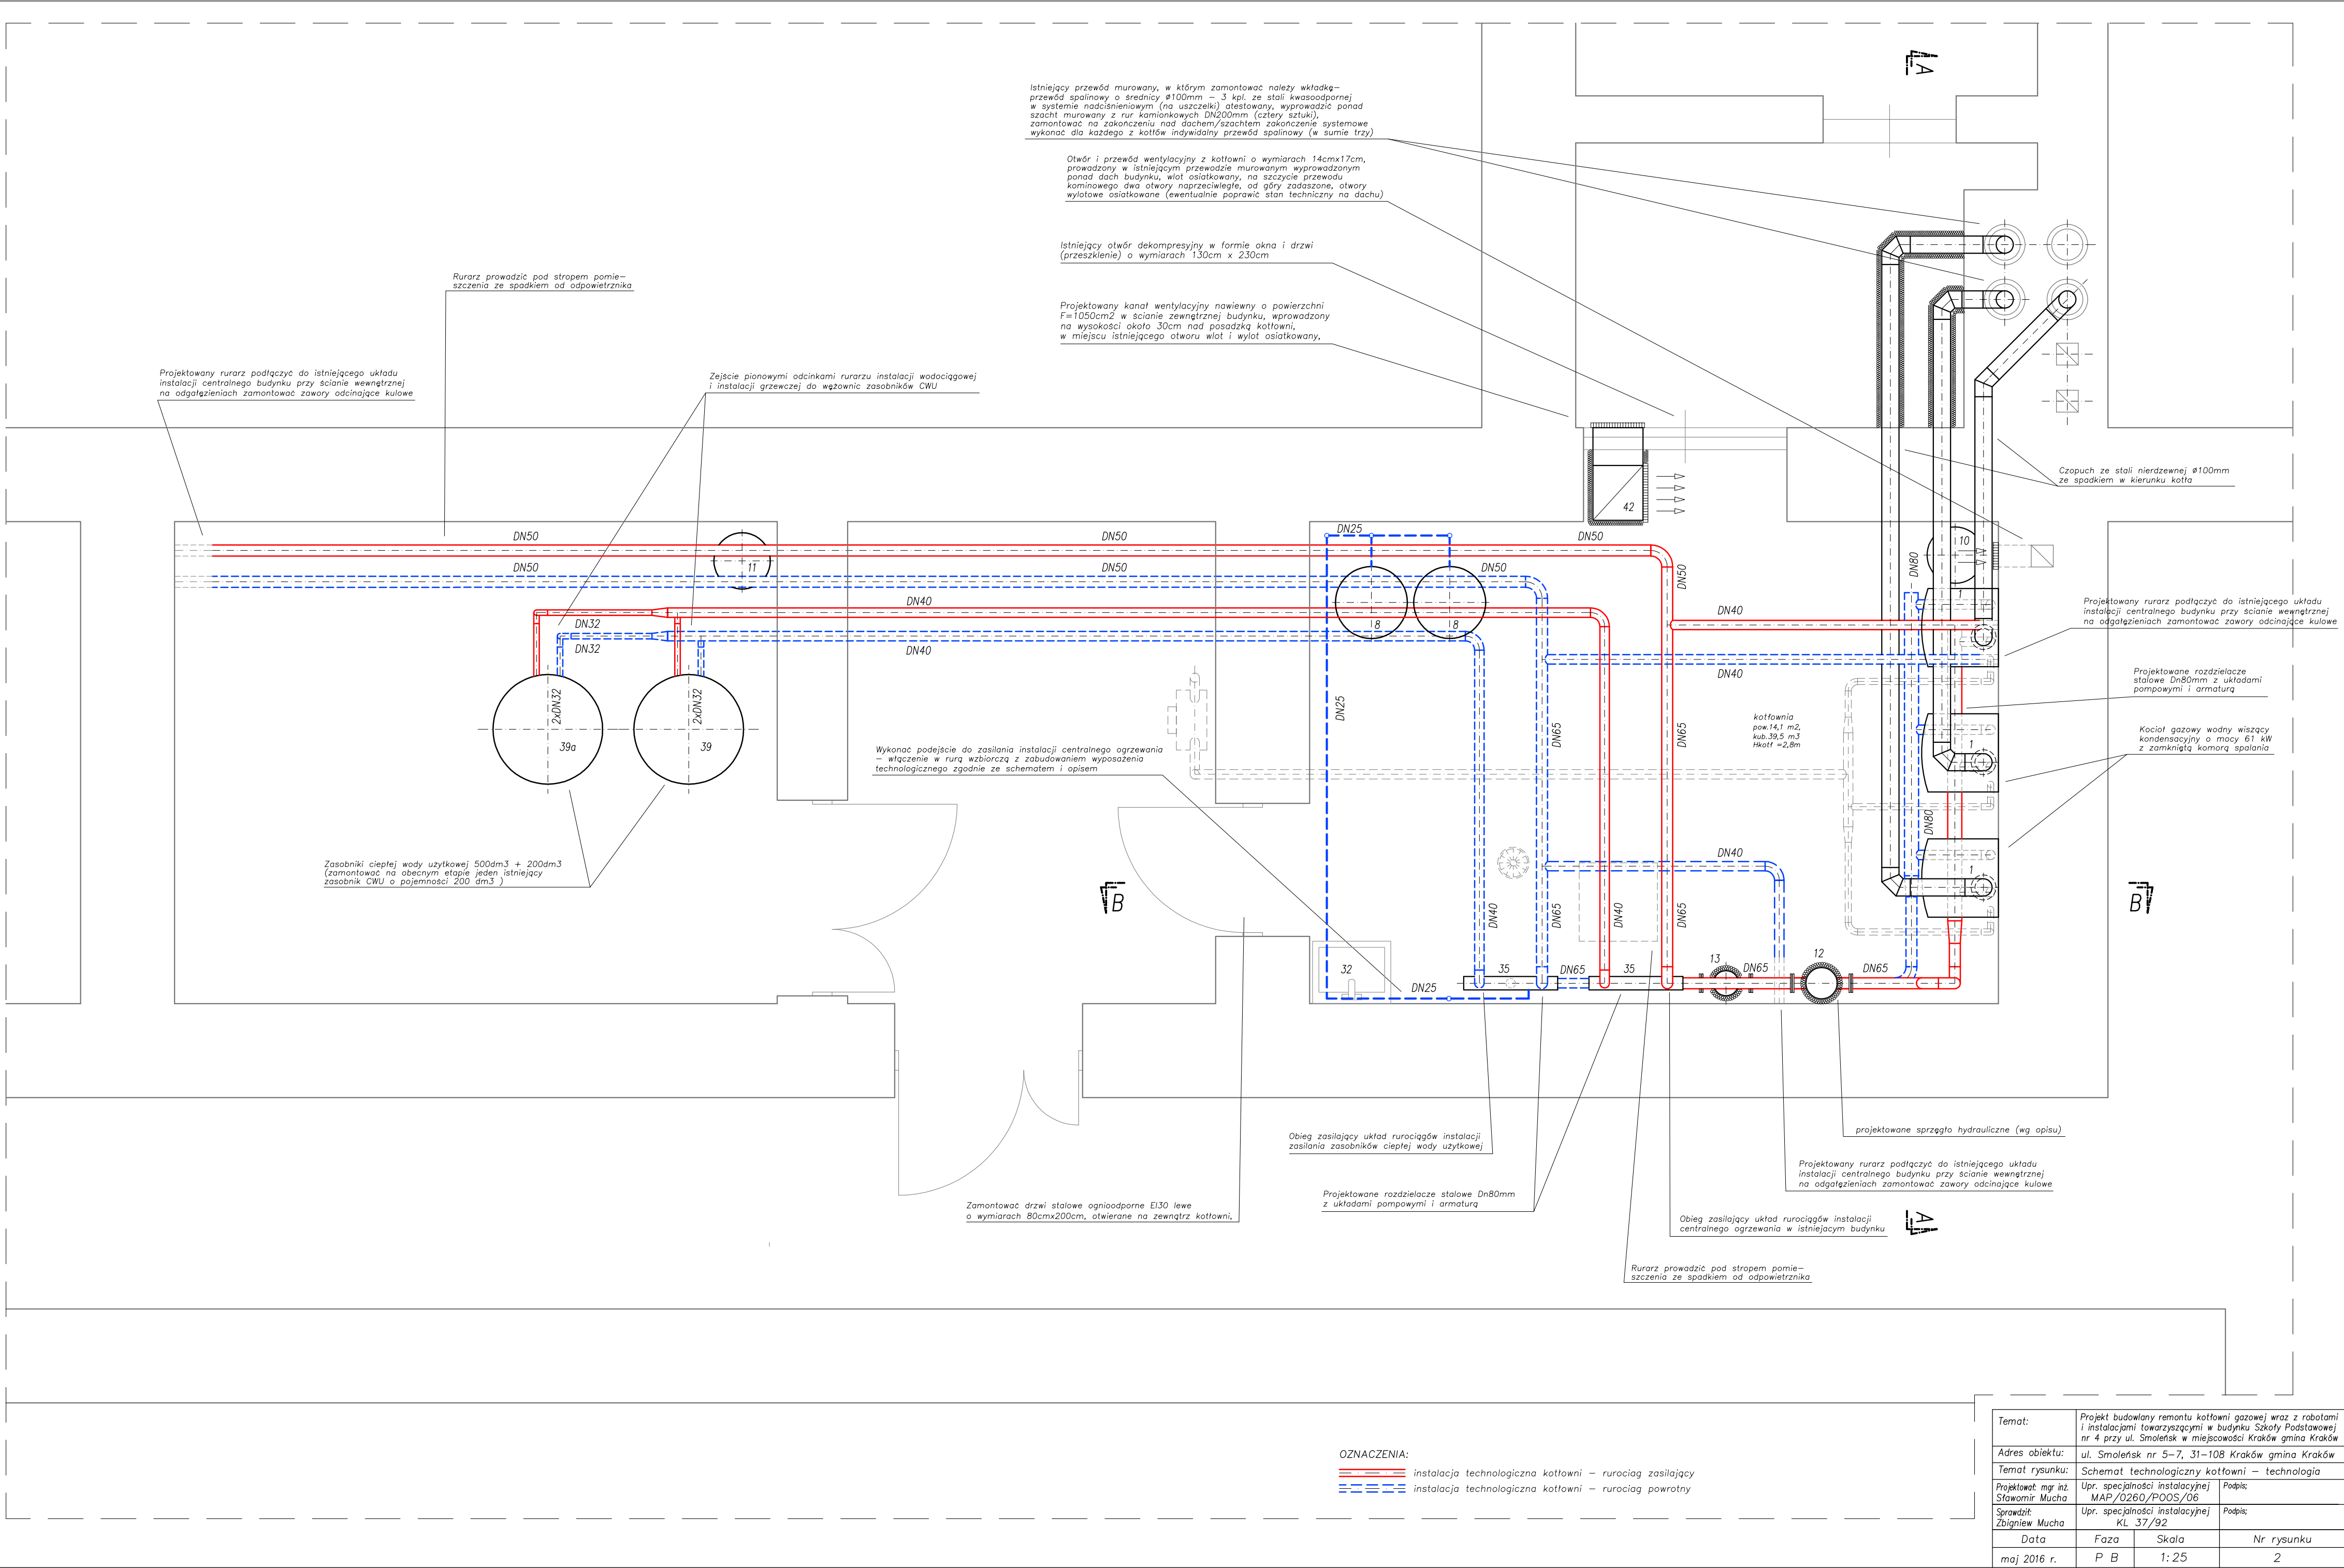 A
Istniejący przewód murowany, w którym zamontować należy wkładkę-
przewód spalinowy o średnicy ø100mm - 3 kpl. ze stali kwasoodpornej
w systemie nadciśnieniowym (na uszczelki) atestowany, wyprowadzić ponad
szacht murowany z rur kamionkowych DN200mm (cztery sztuki),
zamontować na zakończeniu nad dachem/szachtem zakończenie systemowe
wykonać dla każdego z kotłów indywidalny przewód spalinowy (w sumie trzy)
Otwór i przewód wentylacyjny z kotłowni o wymiarach 14cmx17cm,
prowadzony w istniejącym przewodzie murowanym wyprowadzonym
ponad dach budynku, wlot osiatkowany, na szczycie przewodu
kominowego dwa otwory naprzeciwległe, od góry zadaszone, otwory
wylotowe osiatkowane (ewentualnie poprawić stan techniczny na dachu)
Istniejący otwór dekompresyjny w formie okna i drzwi
(przeszklenie) o wymiarach 130cm x 230cm
Projektowany kanał wentylacyjny nawiewny o powierzchni
F=1050cm2 w ścianie zewnętrznej budynku, wprowadzony
na wysokości około 30cm nad posadzką kotłowni,
w miejscu istniejącego otworu wlot i wylot osiatkowany,
Rurarz prowadzić pod stropem pomie-
szczenia ze spadkiem od odpowietrznika
Projektowany rurarz podłączyć do istniejącego układu
instalacji centralnego budynku przy ścianie wewnętrznej
na odgałęzieniach zamontować zawory odcinające kulowe
Zejście pionowymi odcinkami rurarzu instalacji wodociągowej
i instalacji grzewczej do wężownic zasobników CWU
Czopuch ze stali nierdzewnej ø100mm
ze spadkiem w kierunku kotła
42
DN50
DN50
DN25
DN50
10
DN80
DN50
11
DN50
DN50
DN50
DN40
DN40
1
DN32
DN32
DN40
8
8
DN40
Projektowany rurarz podłączyć do istniejącego układu
instalacji centralnego budynku przy ścianie wewnętrznej
na odgałęzieniach zamontować zawory odcinające kulowe
Projektowane rozdzielacze
stalowe Dn80mm z układami
pompowymi i armaturą
2xDN32
39a
2xDN32
39
DN25
DN65
DN65
kotłownia
pow.14,1 m2,
kub.39,5 m3
Hkotł =2,8m
1
Kocioł gazowy wodny wiszący
kondensacyjny o mocy 61 kW
z zamkniętą komorą spalania
Wykonać podejście do zasilania instalacji centralnego ogrzewania
- włączenie w rurą wzbiorczą z zabudowaniem wyposażenia
technologicznego zgodnie ze schematem i opisem
DN80
DN40
1
Zasobniki ciepłej wody użytkowej 500dm3 + 200dm3
(zamontować na obecnym etapie jeden istniejący
zasobnik CWU o pojemności 200 dm3 )
B
B
DN40
DN65
DN40
DN65
32
35
DN65
35
13
DN65
12
DN65
DN25
Obieg zasilający układ rurociągów instalacji
zasilania zasobników ciepłej wody użytkowej
projektowane sprzęgło hydrauliczne (wg opisu)
Projektowany rurarz podłączyć do istniejącego układu
instalacji centralnego budynku przy ścianie wewnętrznej
na odgałęzieniach zamontować zawory odcinające kulowe
Projektowane rozdzielacze stalowe Dn80mm
z układami pompowymi i armaturą
Zamontować drzwi stalowe ognioodporne EI30 lewe
o wymiarach 80cmx200cm, otwierane na zewnątrz kotłowni,
Obieg zasilający układ rurociągów instalacji
centralnego ogrzewania w istniejacym budynku
A
Rurarz prowadzić pod stropem pomie-
szczenia ze spadkiem od odpowietrznika
OZNACZENIA:
instalacja technologiczna kotłowni - rurociag zasilający
instalacja technologiczna kotłowni - rurociag powrotny
Temat:
Projekt budowlany remontu kotłowni gazowej wraz z robotami
i instalacjami towarzyszącymi w budynku Szkoły Podstawowej
nr 4 przy ul. Smoleńsk w miejscowości Kraków gmina Kraków
Adres obiektu:
ul. Smoleńsk nr 5-7, 31-108 Kraków gmina Kraków
Temat rysunku:
Schemat technologiczny kotłowni - technologia
Projektował: mgr inż.
Sławomir Mucha
Upr. specjalności instalacyjnej
MAP/0260/POOS/06
Podpis;
Sprawdził:
Zbigniew Mucha
Upr. specjalności instalacyjnej
KL 37/92
Podpis;
Data
Faza
Skala
Nr rysunku
maj 2016 r.
P B
1:25
2